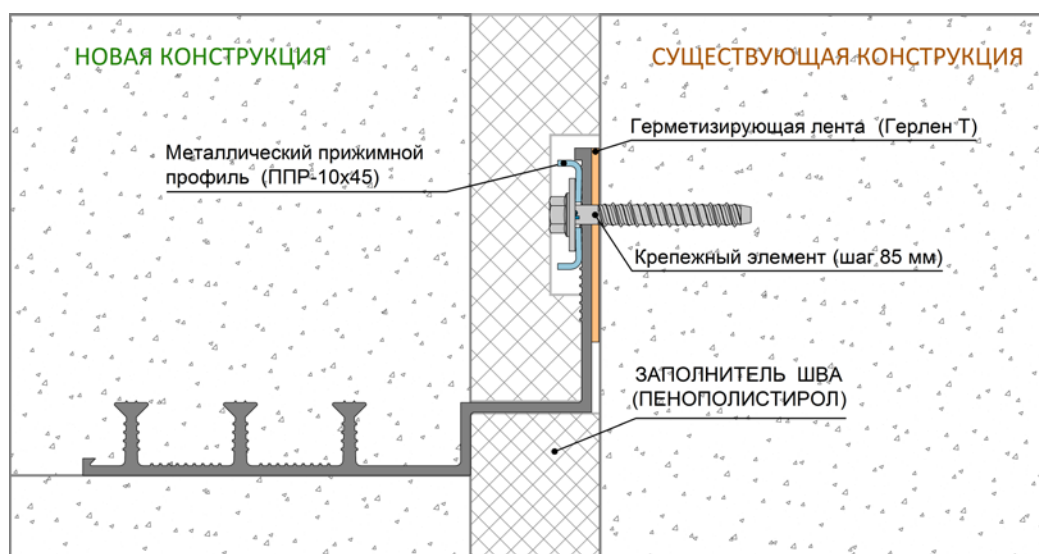 НОВАЯ КОНСТРУКЦИЯ
СУЩЕСТВУЮЩАЯ КОНСТРУКЦИЯ
Герметизирующая лента (Герлен Т)
Металлический прижимной
профиль (ППР-10х45)
Крепежный элемент (шаг 85 мм)
ЗАПОЛНИТЕЛЬ ШВА
(ПЕНОПОЛИСТИРОЛ)